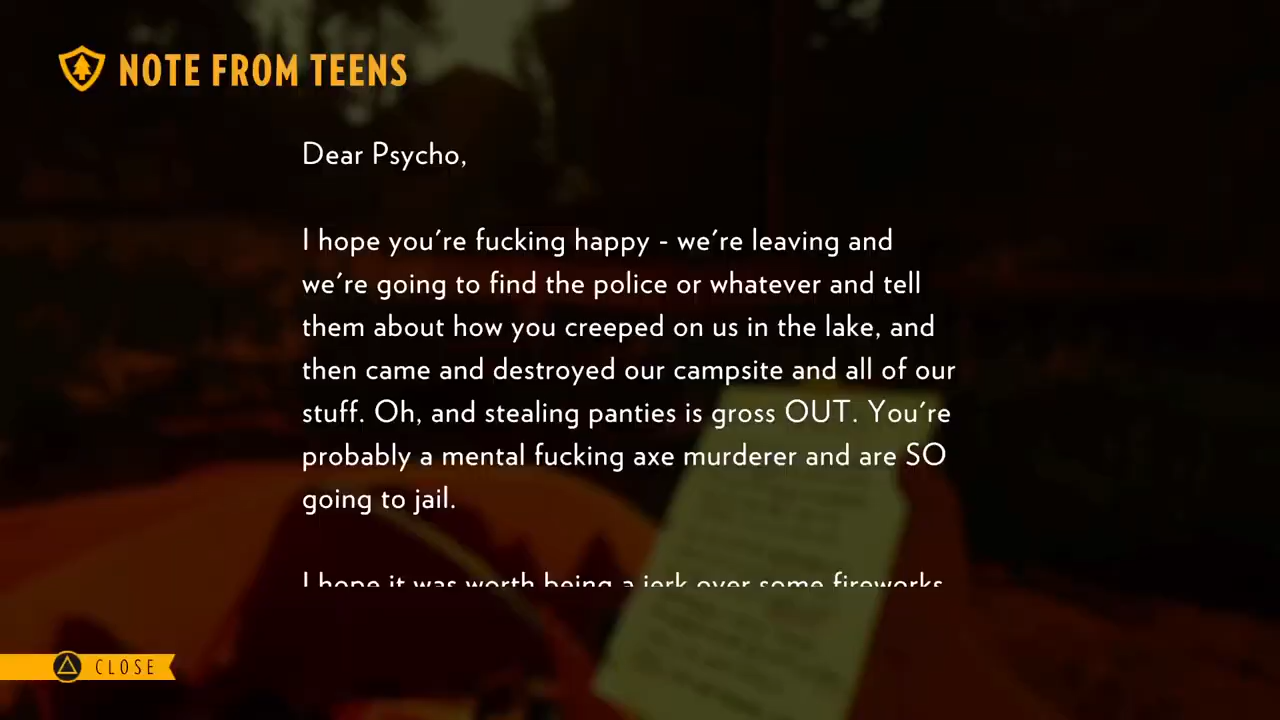 NOTE FROM TEENS
Dear Psycho,
I hope you're fucking happy - we're leaving and
we're going to find the police or whatever and tell
them about how you creeped on us in the lake, and
then came and destroyed our campsite and all of our
stuff. Oh, and stealing panties is gross OUT. You're
probably a mental fucking axe murderer and are SO
going to jail.
I hope it was worth being a jerk over some fireworks
CLOSE